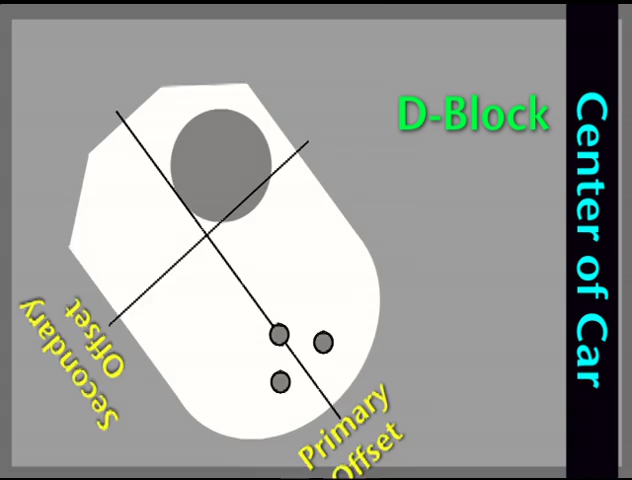 D-Block
Center of Car
Secondary
Offset
Primary
Offset